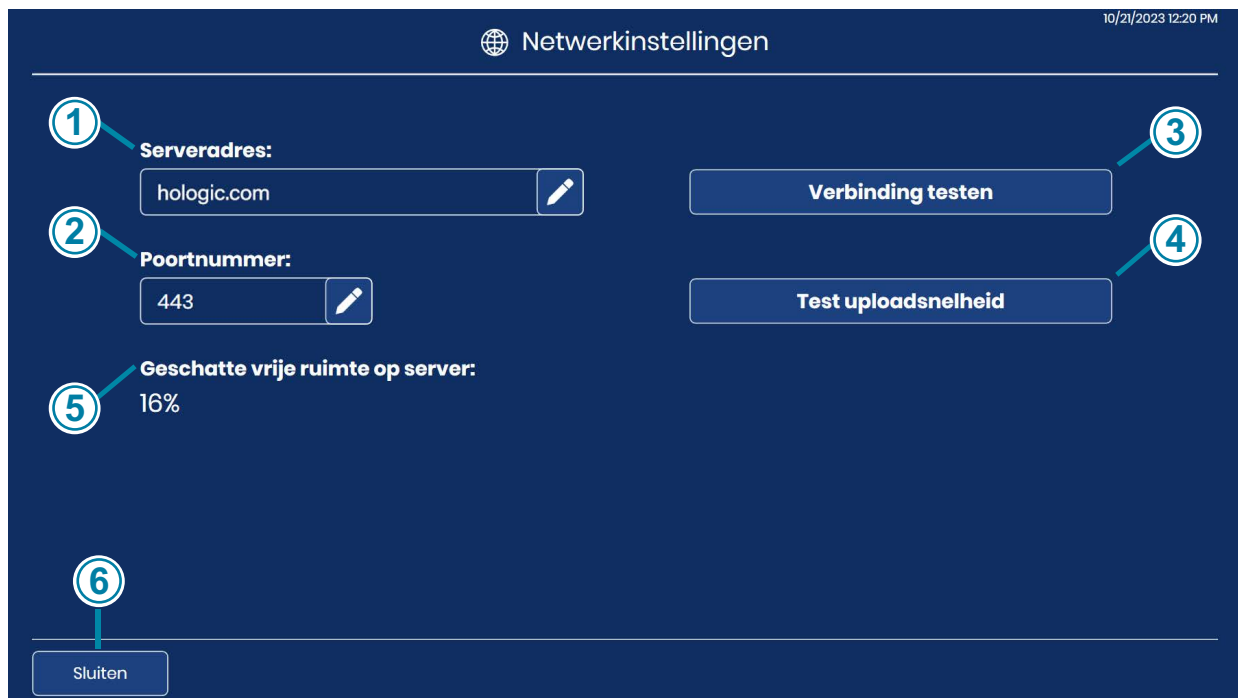 10/21/2023 12:20 PM
Netwerkinstellingen
1
Serveradres:
hologic.com
2
Poortnummer:
443
3
Verbinding testen
4
Test uploadsnelheid
5
Geschatte vrije ruimte op server:
16%
6
Sluiten